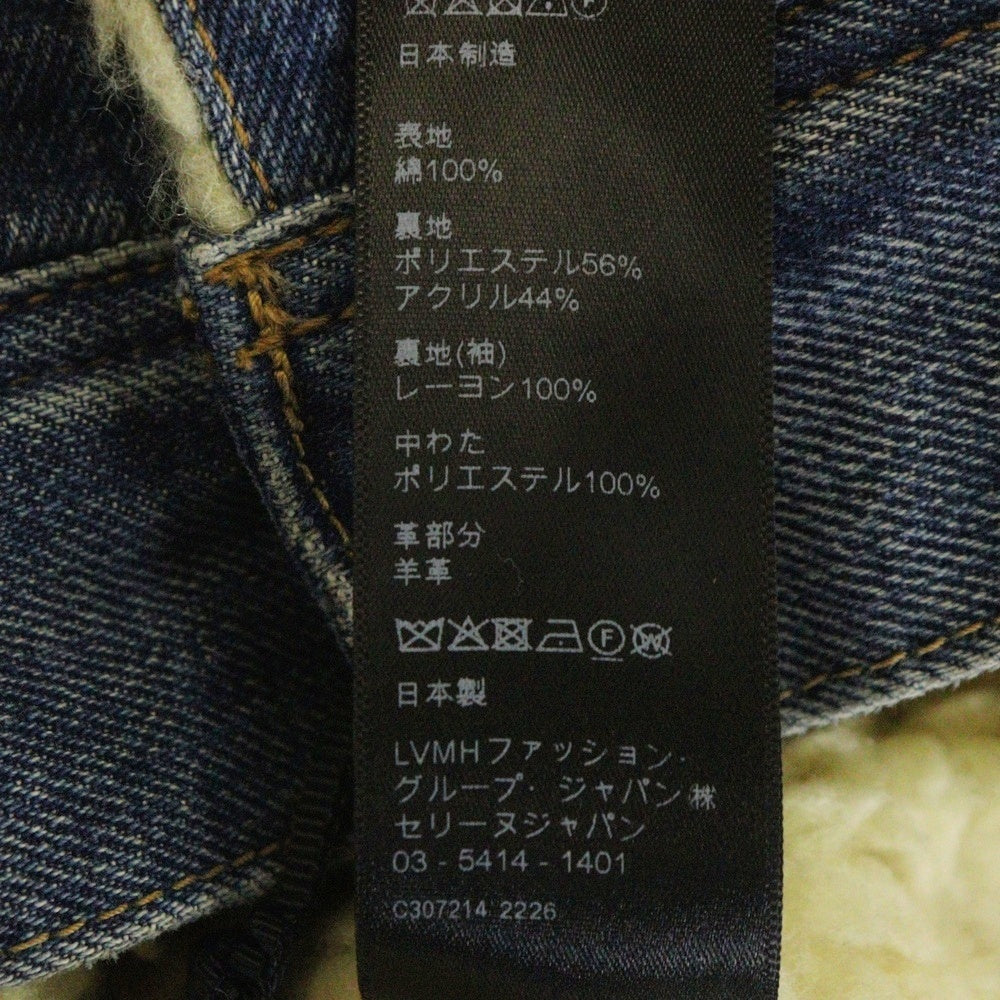 日本制造
表地
綿100%
裏地
ポリエステル56%
アクリル44%
裏地(袖)
レーヨン100%
中わた
ポリエステル100%
革部分
羊革
日本製
LVMHファッション・
グループ・ジャパン㈱
セリーヌジャパン
03 - 5414 - 1401
C307214 2226